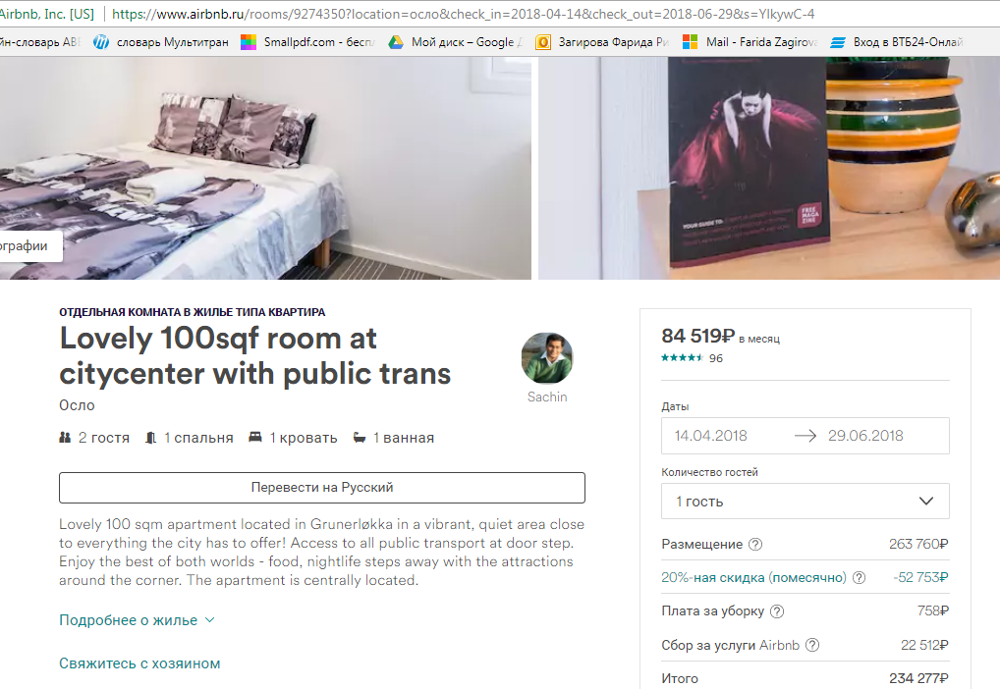 Airbnb, Inc. [US] https://www.airbnb.ru/rooms/9274350?location=осло&check_in=2018-04-14&check_out=2018-06-29&s=YlkywC-4
йн-словарь АВ словарь Мультитран Smallpdf.com - бесп Мой диск – Google Загирова Фарида Ри Mail - Farida Zagirova Вход в ВТБ24-Онлай
YOUR GUIDE TO:
FREE
MAGA
ZINE
ографии
ОТДЕЛЬНАЯ КОМНАТА В ЖИЛЬЕ ТИПА КВАРТИРА
Lovely 100sqf room at
citycenter with public trans
Осло
Sachin
2 гостя 1 спальня 1 кровать 1 ванная
Перевести на Русский
Lovely 100 sqm apartment located in Grunerløkka in a vibrant, quiet area close
to everything the city has to offer! Access to all public transport at door step.
Enjoy the best of both worlds - food, nightlife steps away with the attractions
around the corner. The apartment is centrally located.
Подробнее о жилье
Свяжитесь с хозяином
84 519₽ в месяц
96
Даты
14.04.2018 29.06.2018
Количество гостей
1 гость
Размещение ? 263 760₽
20%-ная скидка (помесячно) ? -52 753₽
Плата за уборку ? 758₽
Сбор за услуги Airbnb ? 22 512₽
Итого 234 277₽